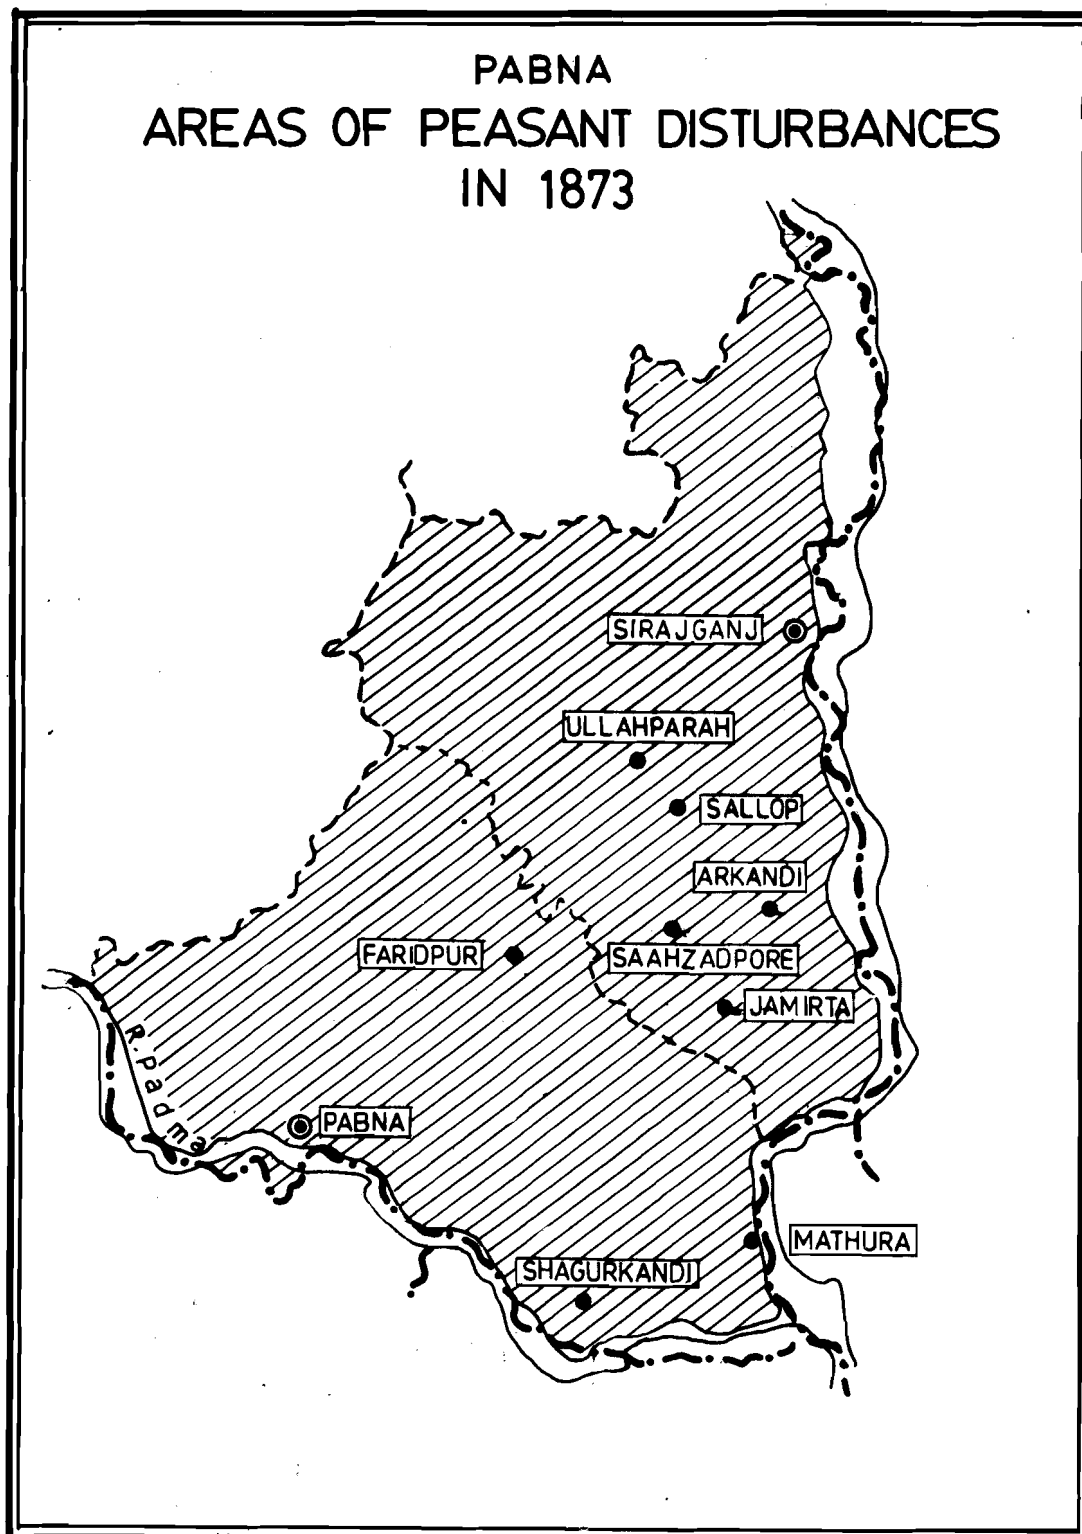 PABNA
AREAS OF PEASANT DISTURBANCES
IN 1873
SIRAJGANJ
ULLAHPARAH
SALLOP
ARKANDI
FARIDPUR
SAAHZADPORE
JAMIRTA
R. Padma
PABNA
MATHURA
SHAGURKANDI